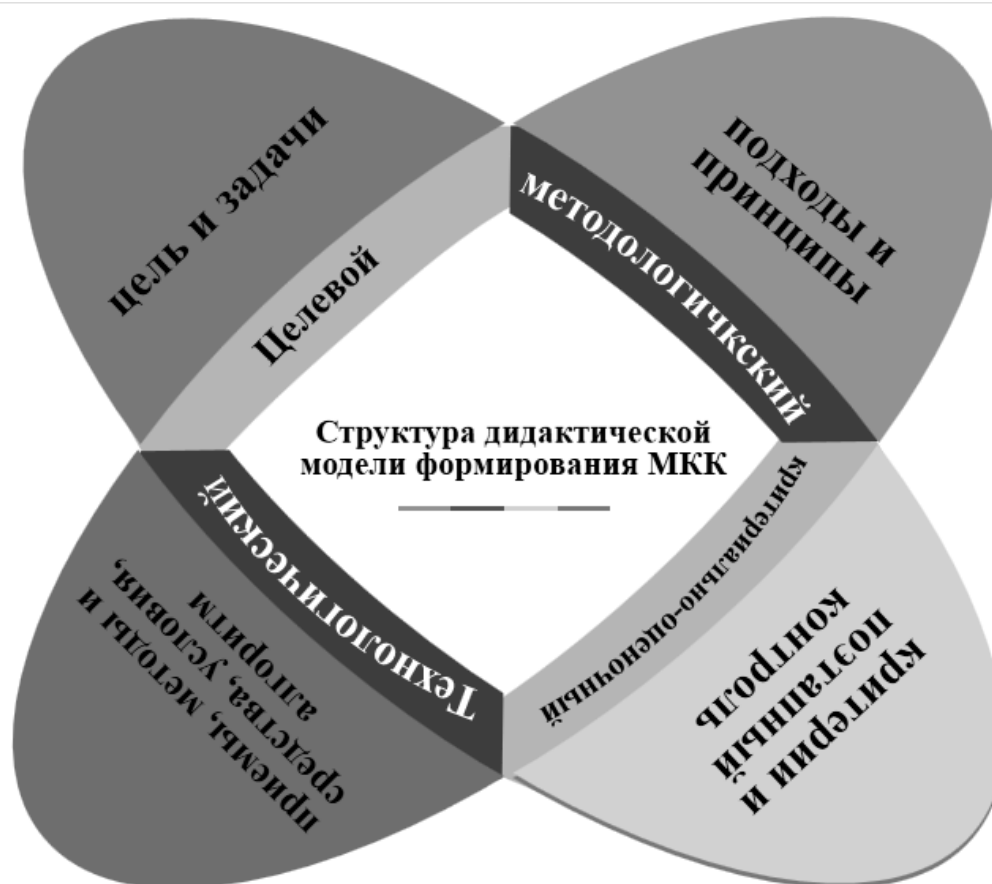 цель и задачи
Целевой
подходы и
принципы
методологичкский
Структура дидактической
модели формирования МКК
Технологический
приемы, методы и
средства, условия,
алгоритм
критериально-оценочный
критерии и
поэтапный
контроль